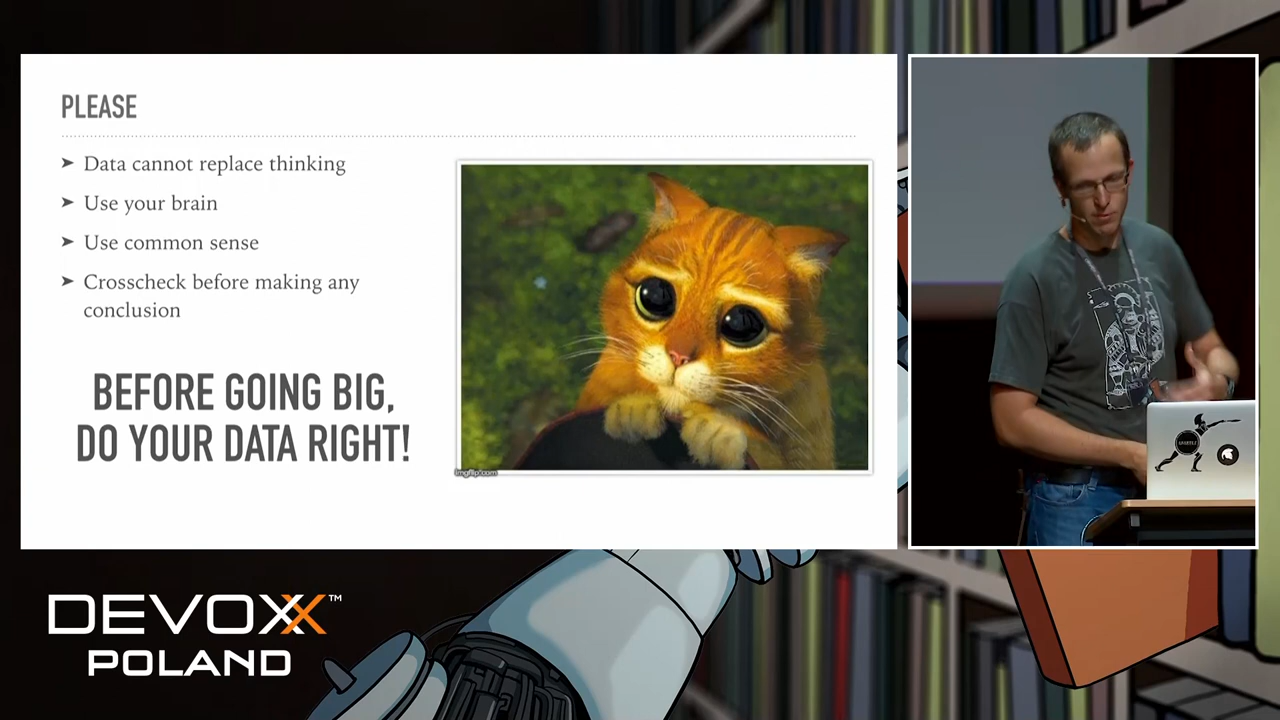 PLEASE
➤ Data cannot replace thinking
➤ Use your brain
➤ Use common sense
➤ Crosscheck before making any
conclusion
BEFORE GOING BIG,
DO YOUR DATA RIGHT!
imgflip.com
DEVOXX™
POLAND